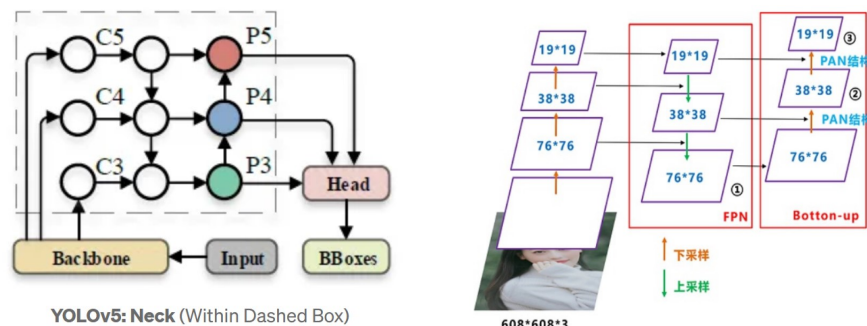 C5
P5
C4
P4
C3
P3
Head
Backbone
Input
BBoxes
YOLOv5: Neck (Within Dashed Box)
19*19
38*38
76*76
19*19
38*38
76*76
①
FPN
19*19
③
PAN结构
38*38
②
PAN结构
76*76
Botton-up
下采样
上采样
608*608*3